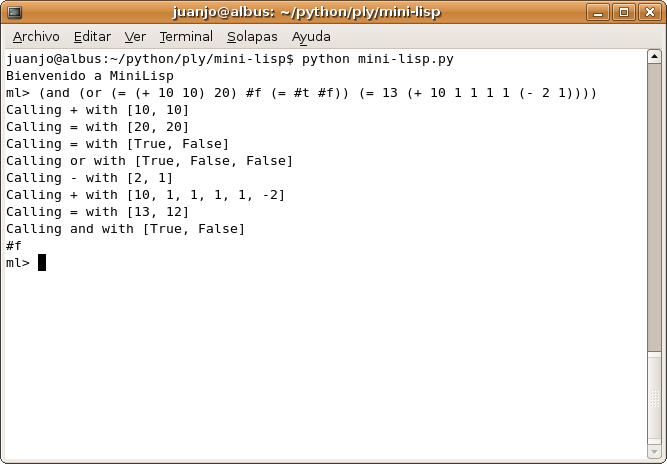 juanjo@albus: ~/python/ply/mini-lisp
Archivo Editar Ver Terminal Solapas Ayuda
juanjo@albus:~/python/ply/mini-lisp$ python mini-lisp.py
Bienvenido a MiniLisp
ml> (and (or (= (+ 10 10) 20) #f (= #t #f)) (= 13 (+ 10 1 1 1 1 (- 2 1))))
Calling + with [10, 10]
Calling = with [20, 20]
Calling = with [True, False]
Calling or with [True, False, False]
Calling - with [2, 1]
Calling + with [10, 1, 1, 1, 1, -2]
Calling = with [13, 12]
Calling and with [True, False]
#f
ml>